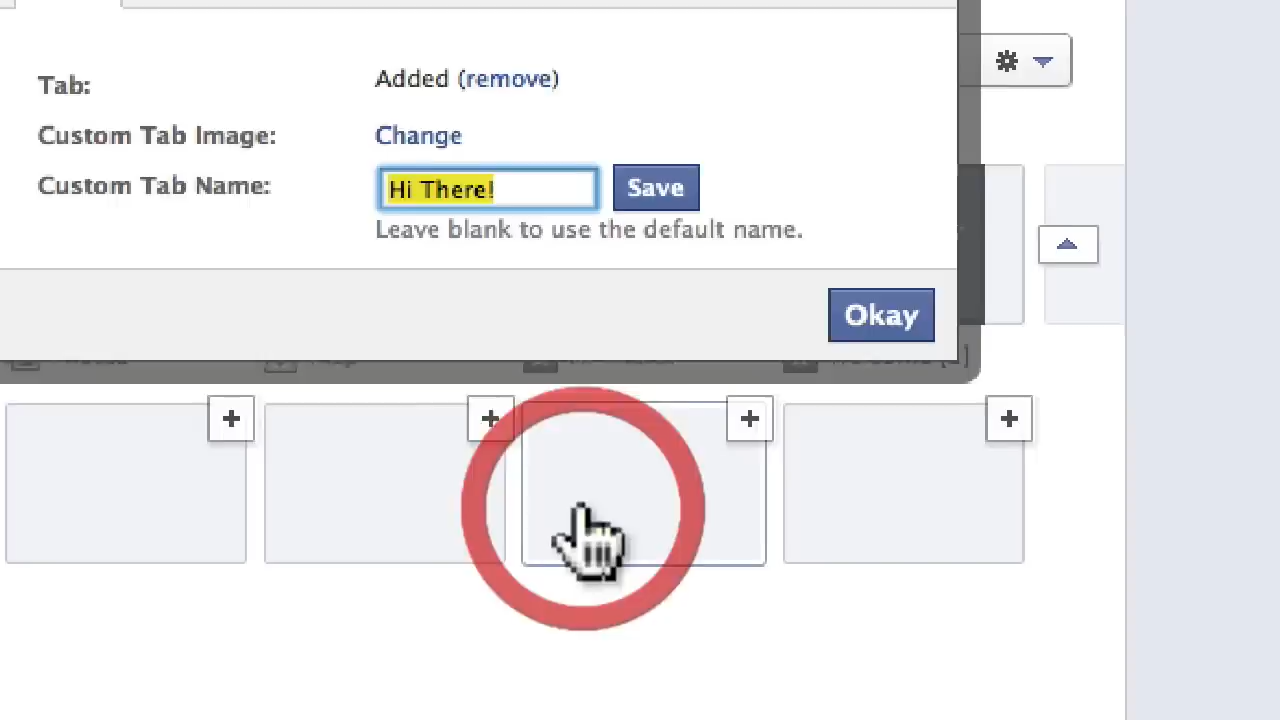 Tab: Added (remove)
Custom Tab Image: Change
Custom Tab Name: Hi There! Save
Leave blank to use the default name.
Okay